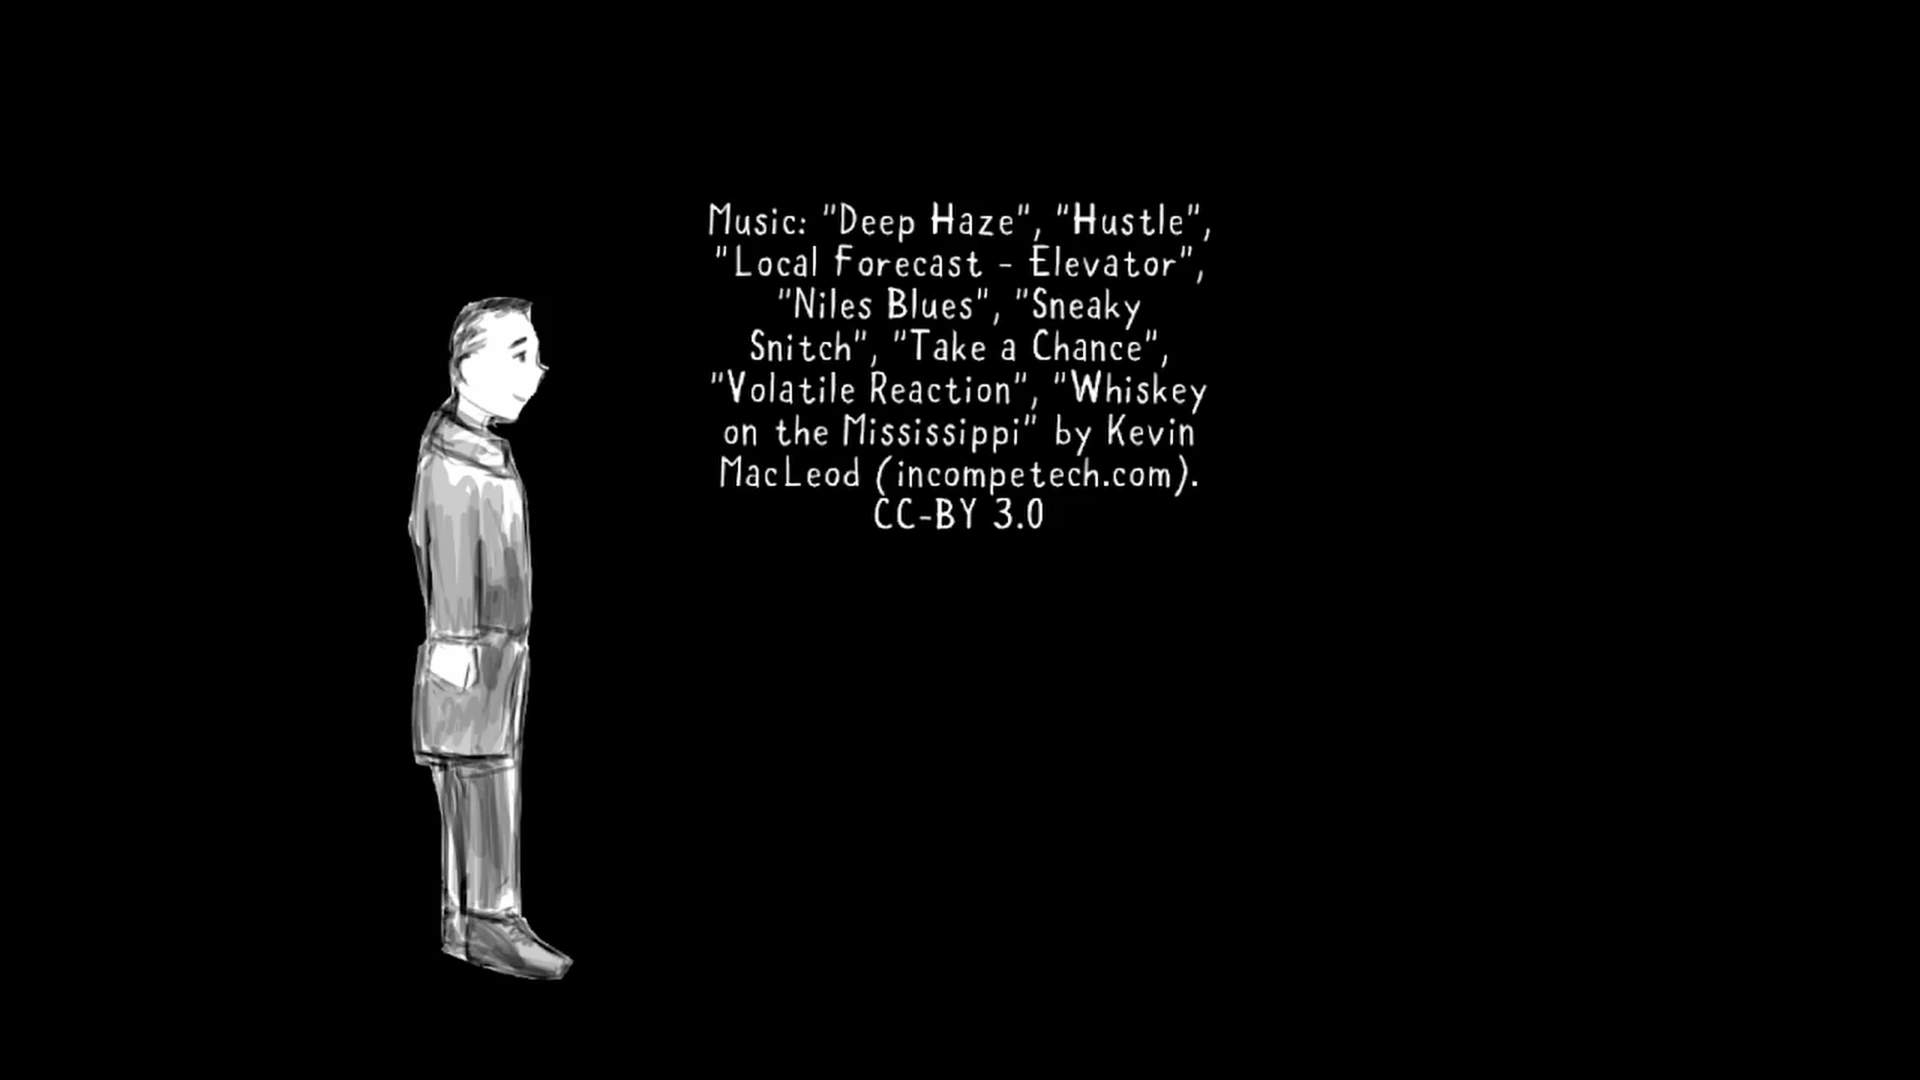 Music: "Deep Haze", "Hustle",
"Local Forecast - Elevator",
"Niles Blues", "Sneaky
Snitch", "Take a Chance",
"Volatile Reaction", "Whiskey
on the Mississippi" by Kevin
MacLeod (incompetech.com).
CC-BY 3.0